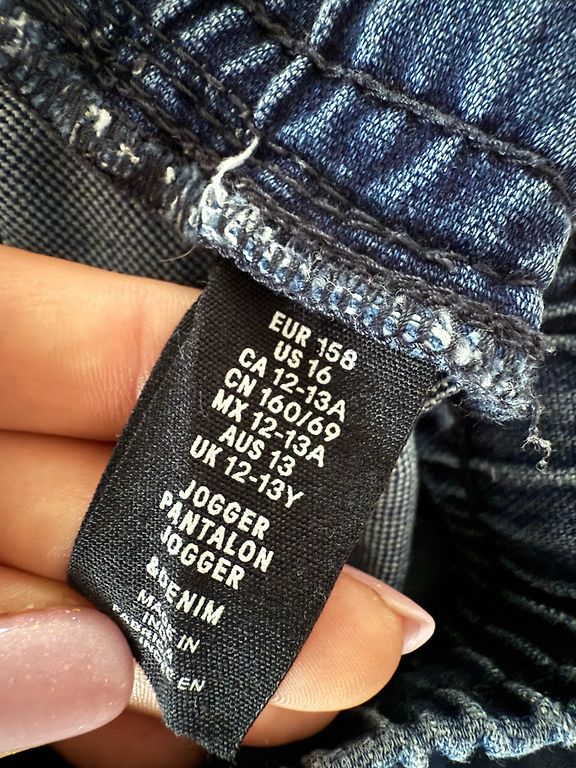 EUR 158
US 16
CA 12-13A
CN 160/69
MX 12-13A
AUS 13
UK 12-13Y
JOGGER
PANTALON
JOGGER
&DENIM
MADE IN
EN